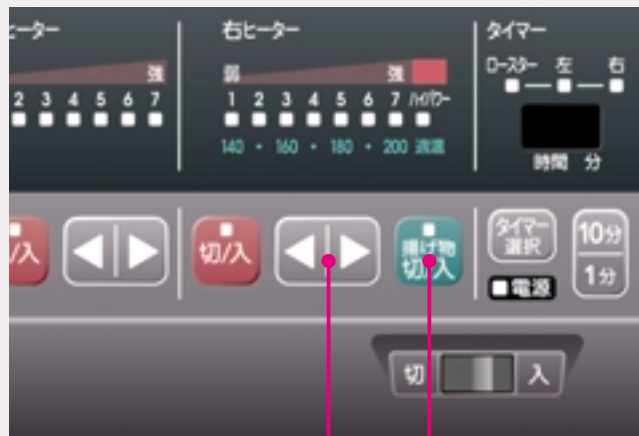 ヒーター
強
2 3 4 5 6 7
切/入
右ヒーター
弱 強
1 2 3 4 5 6 7 ハイパワー
140 • 160 • 180 • 200 適温
切/入
揚げ物
切/入
タイマー
ロースター 左 右
時間 分
タイマー
選択
電源
10分
1分
切 入